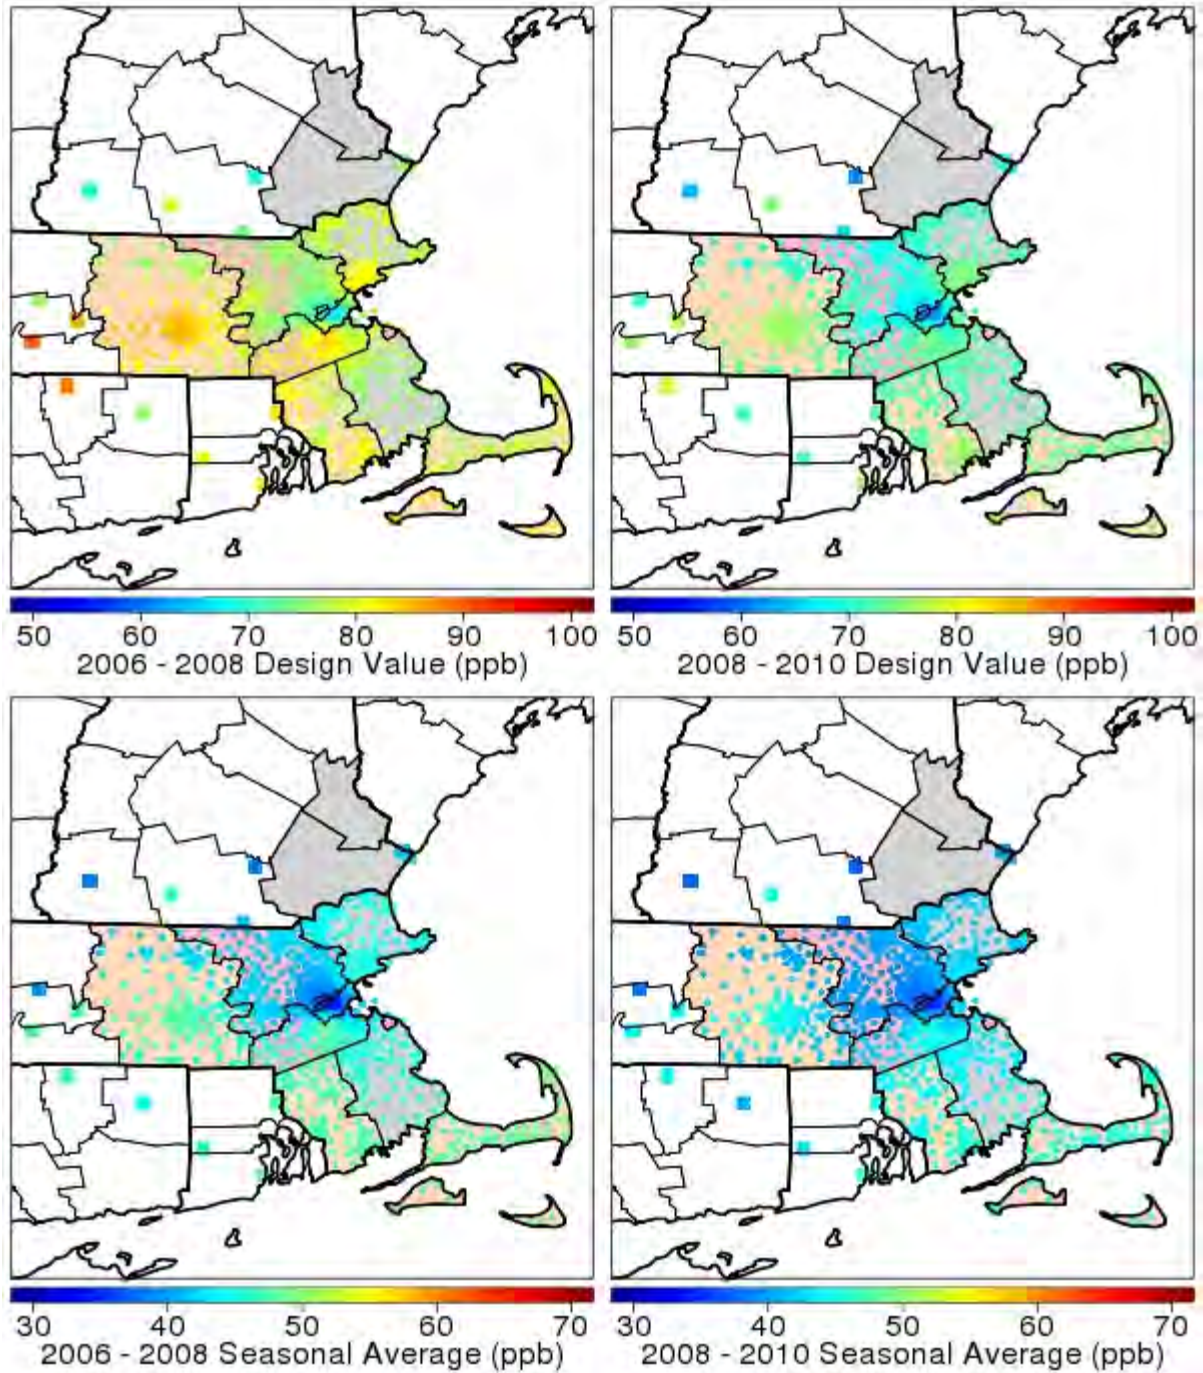 50 60 70 80 90 100
2006 - 2008 Design Value (ppb)
50 60 70 80 90 100
2008 - 2010 Design Value (ppb)
30 40 50 60 70
2006 - 2008 Seasonal Average (ppb)
30 40 50 60 70
2008 - 2010 Seasonal Average (ppb)